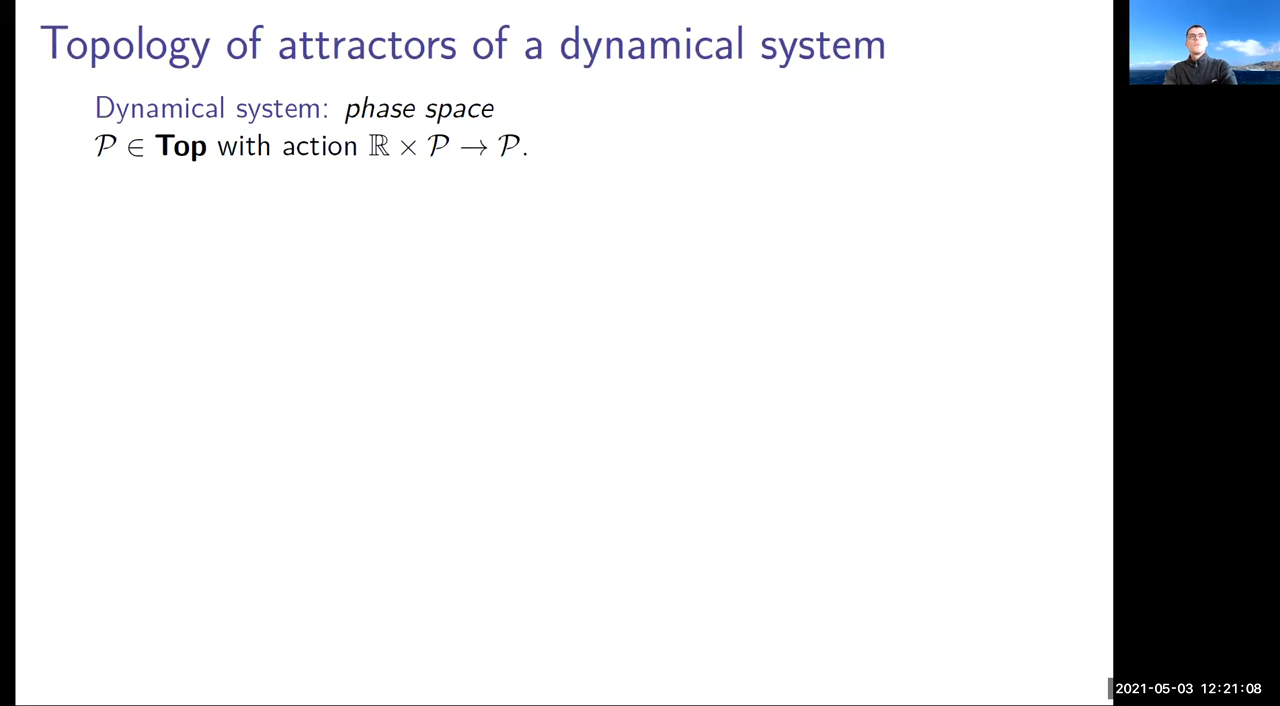 Topology of attractors of a dynamical system
Dynamical system: phase space
𝒫 ∈ Top with action ℝ × 𝒫 → 𝒫.
2021-05-03 12:21:08